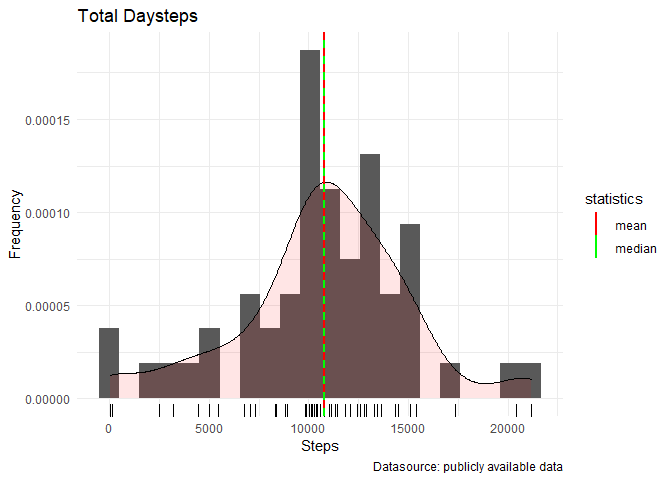 Total Daysteps
Frequency
0.00015
0.00010
0.00005
0.00000
0 5000 10000 15000 20000
Steps
statistics
mean
median
Datasource: publicly available data